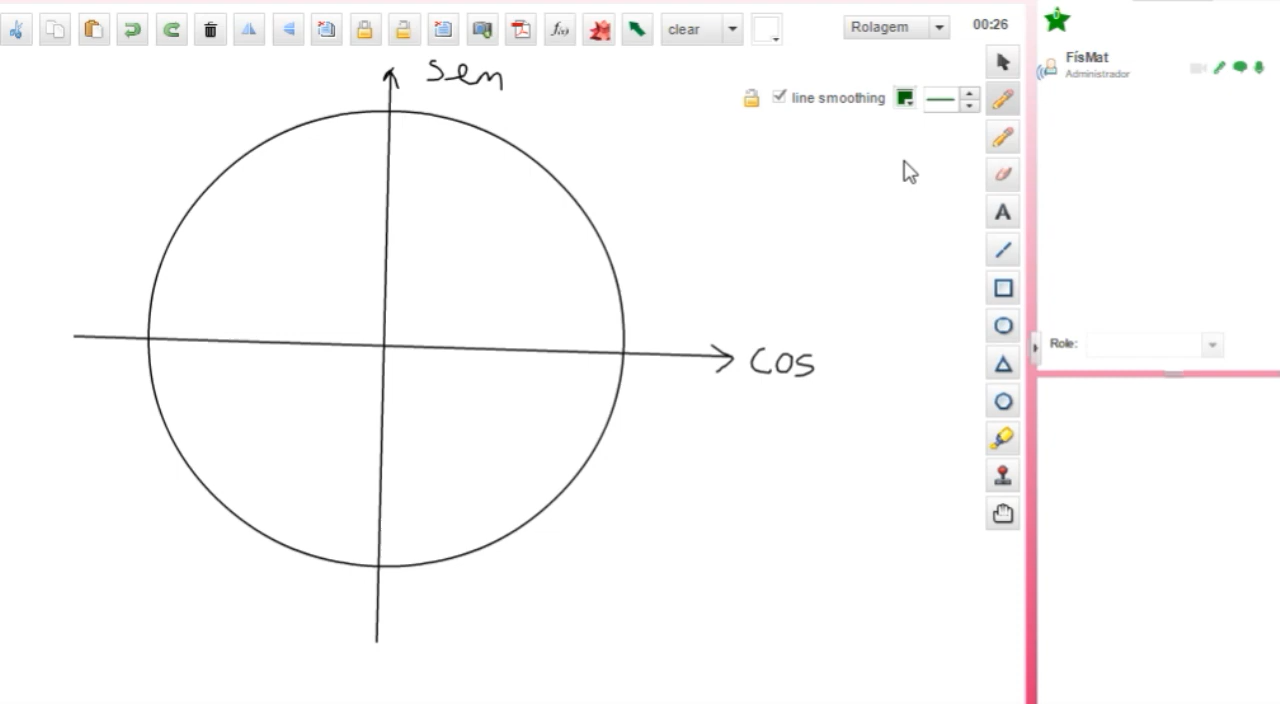 clear
Rolagem
00:26
f(x)
FísMat
Administrador
sen
line smoothing
A
Role:
cos